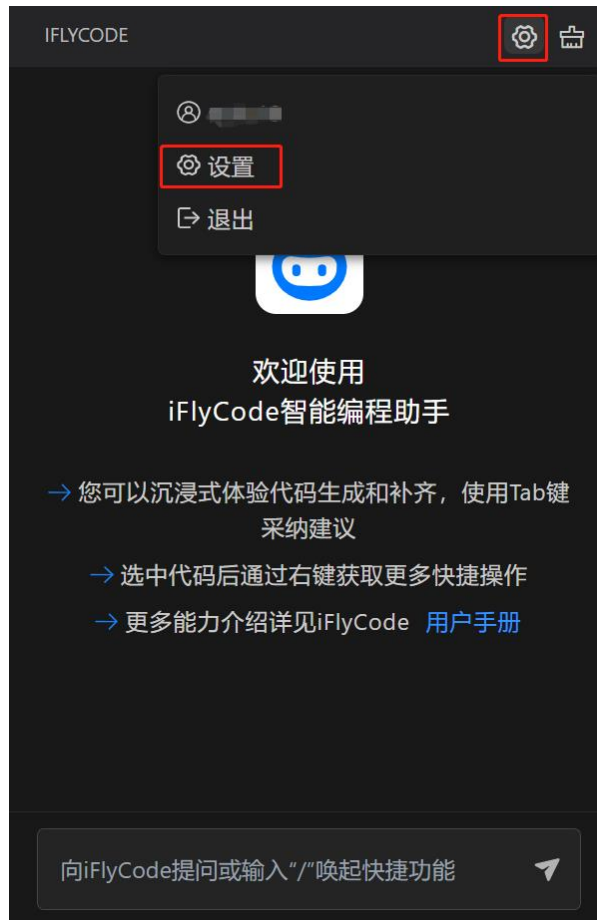 IFLYCODE
设置
退出
欢迎使用
iFlyCode智能编程助手
→ 您可以沉浸式体验代码生成和补齐，使用Tab键
采纳建议
→ 选中代码后通过右键获取更多快捷操作
→ 更多能力介绍详见iFlyCode 用户手册
向iFlyCode提问或输入“/”唤起快捷功能